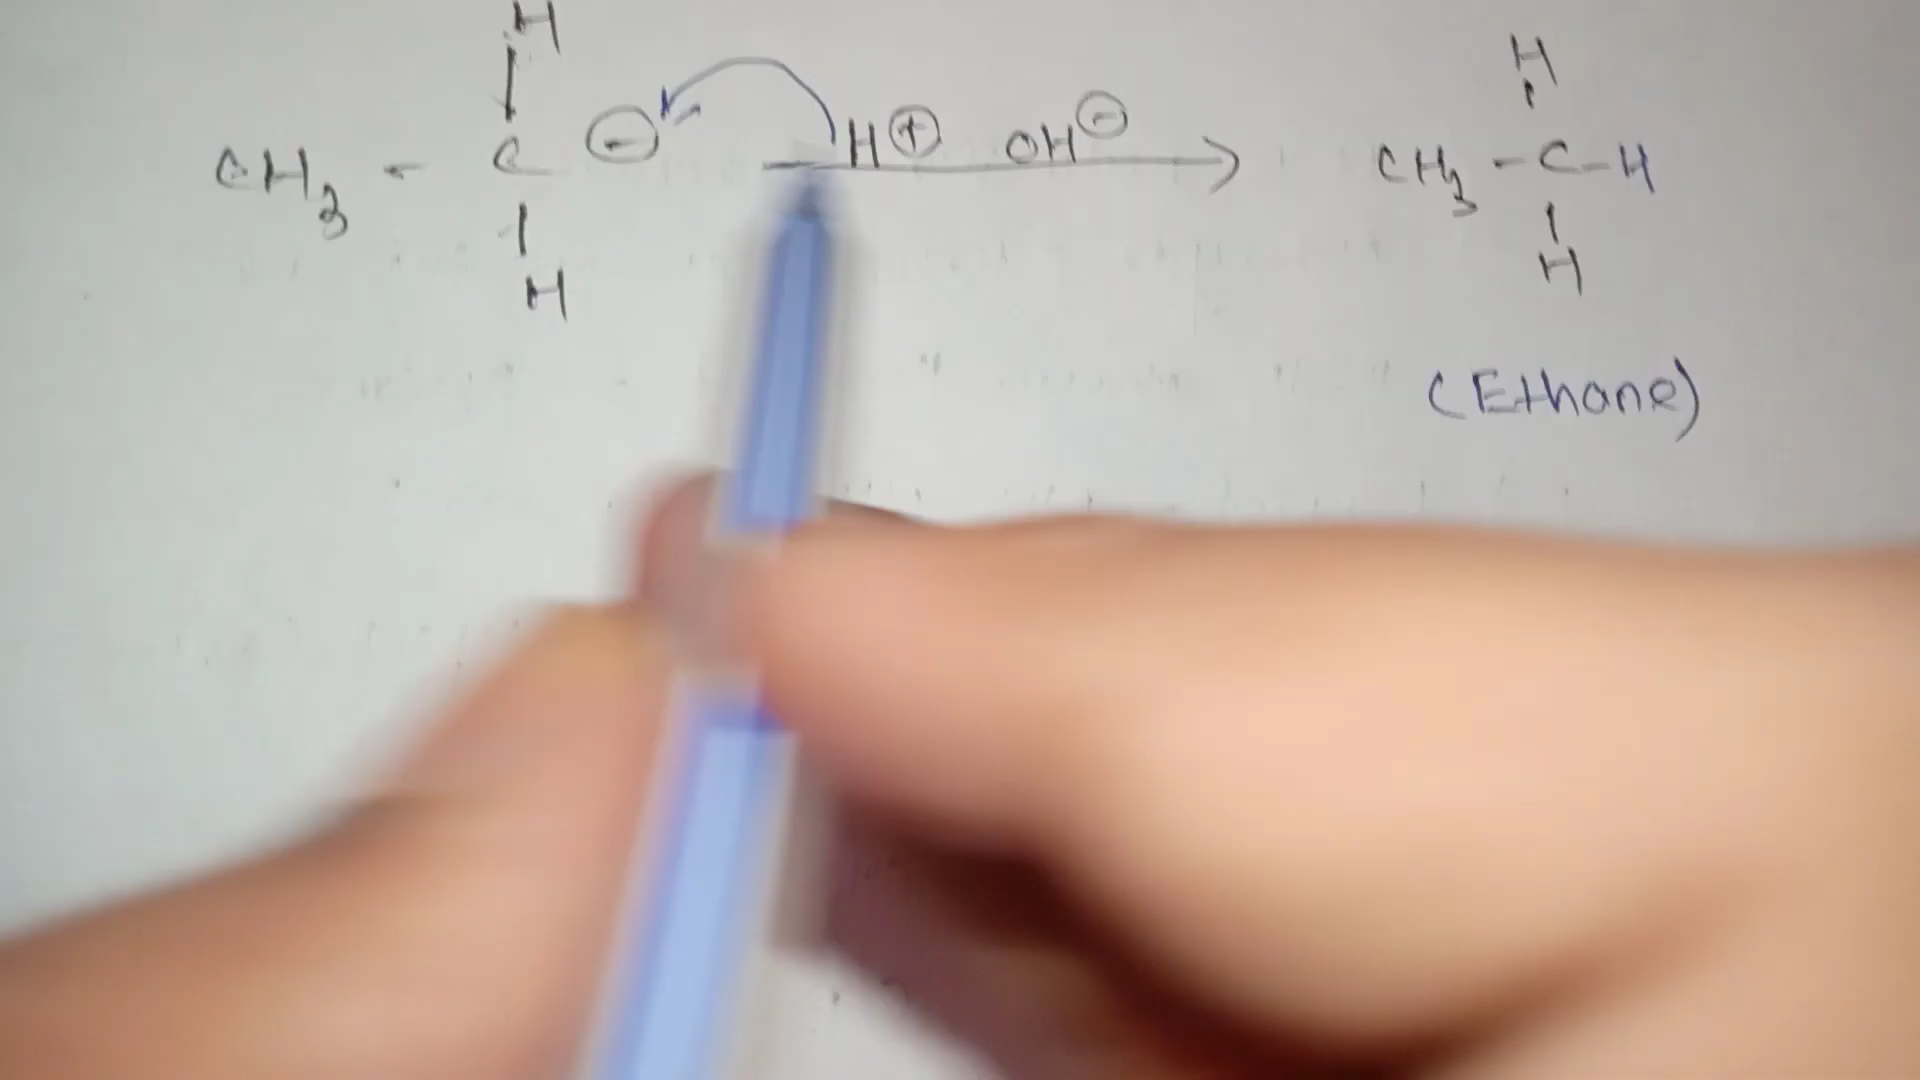 H
CH₃ - C ⊖ H⊕ OH⊖ → CH₃ - C - H
H
H
H
(Ethane)